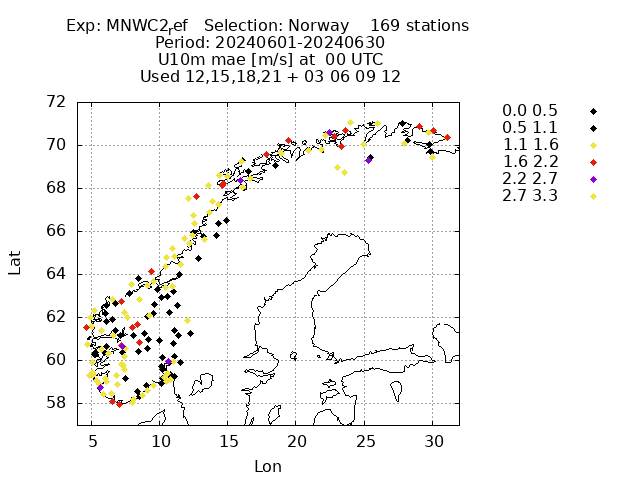 Exp: MNWC2ref   Selection: Norway    169 stations
Period: 20240601-20240630
U10m mae [m/s] at  00 UTC
Used 12,15,18,21 + 03 06 09 12
72
70
68
66
64
62
60
58
5 10 15 20 25 30
Lat
Lon
0.0 0.5
0.5 1.1
1.1 1.6
1.6 2.2
2.2 2.7
2.7 3.3